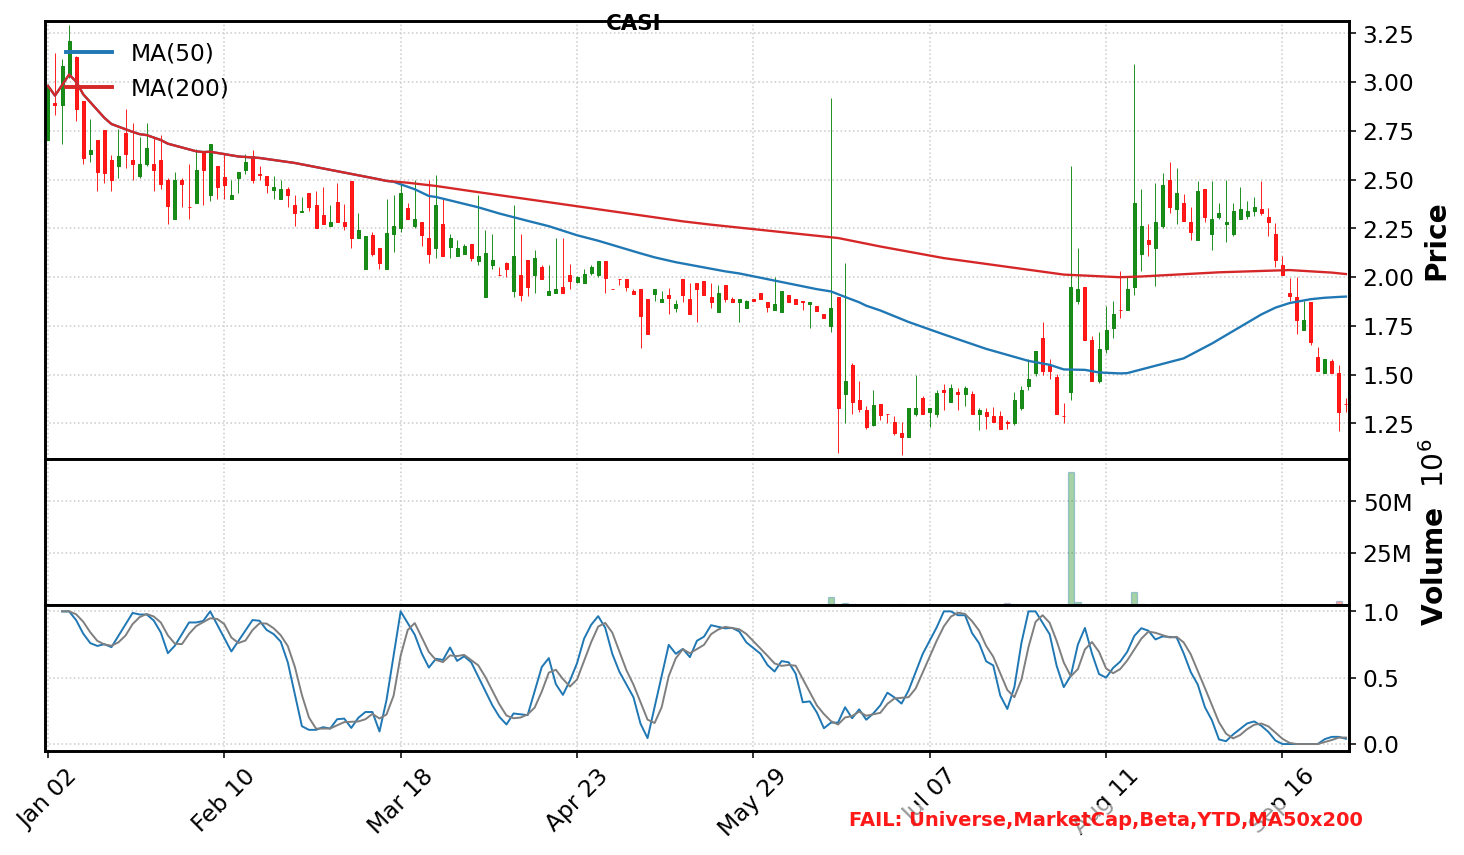 CASI
MA(50)
MA(200)
3.25
3.00
2.75
2.50
2.25
2.00
1.75
1.50
1.25
Price
50M
25M
Volume 10^6
1.0
0.5
0.0
Jan 02
Feb 10
Mar 18
Apr 23
May 29
Jul 07
Aug 11
Sep 16
FAIL: Universe,MarketCap,Beta,YTD,MA50x200